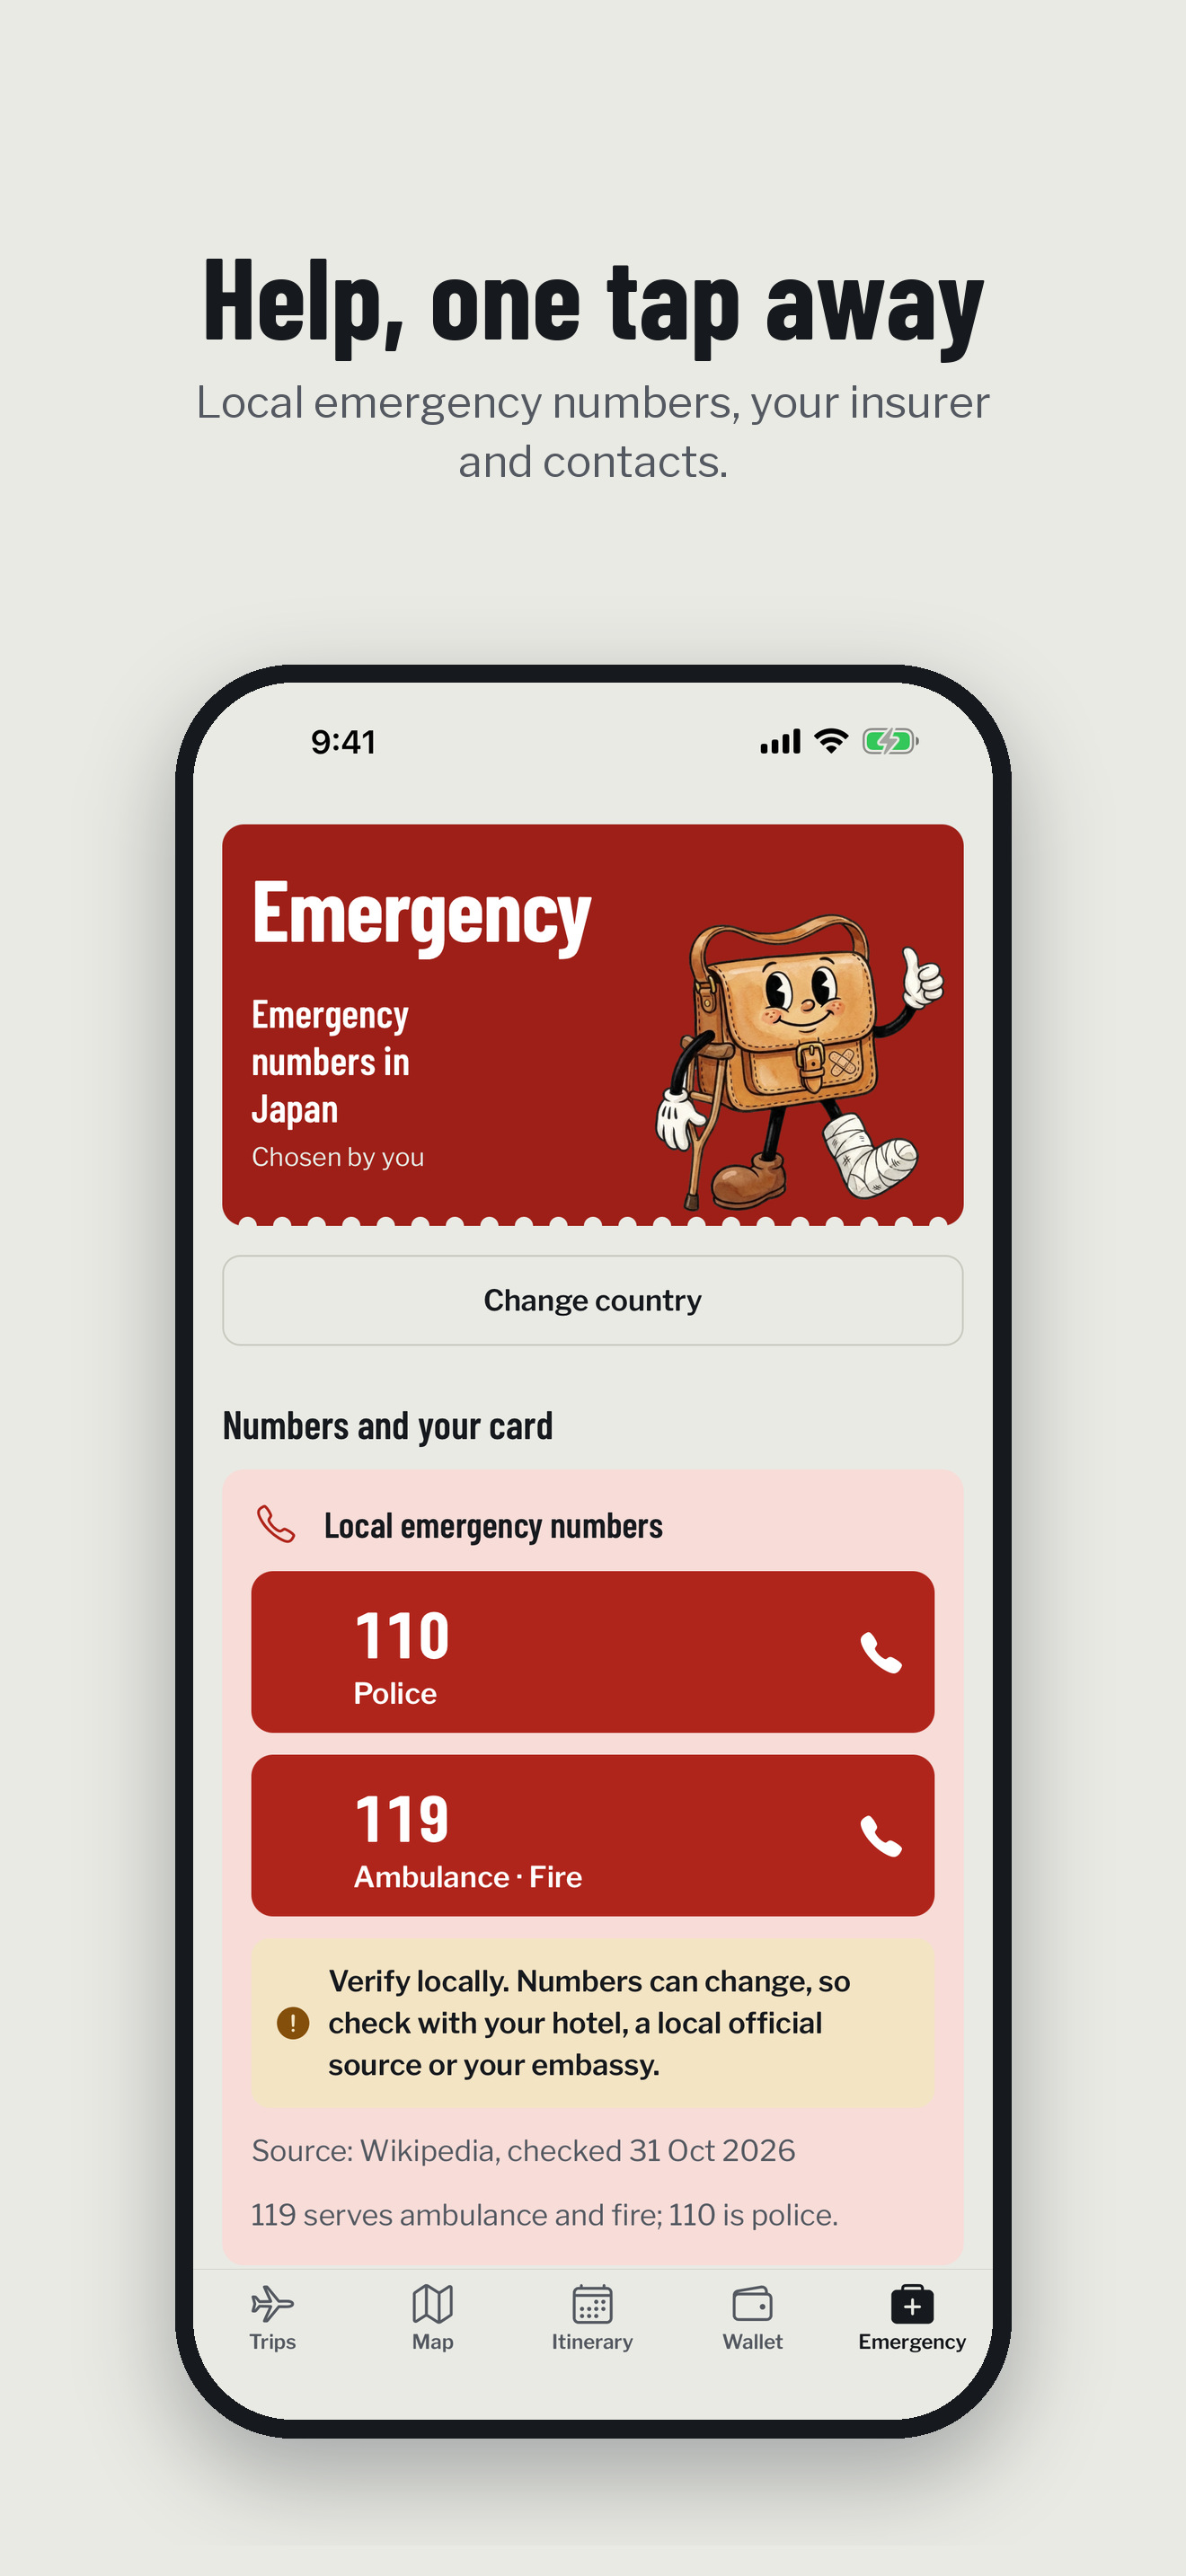 Help, one tap away
Local emergency numbers, your insurer
and contacts.
9:41
Emergency
Emergency
numbers in
Japan
Chosen by you
Change country
Numbers and your card
Local emergency numbers
110
Police
119
Ambulance · Fire
Verify locally. Numbers can change, so
check with your hotel, a local official
source or your embassy.
Source: Wikipedia, checked 31 Oct 2026
119 serves ambulance and fire; 110 is police.
Trips
Map
Itinerary
Wallet
Emergency